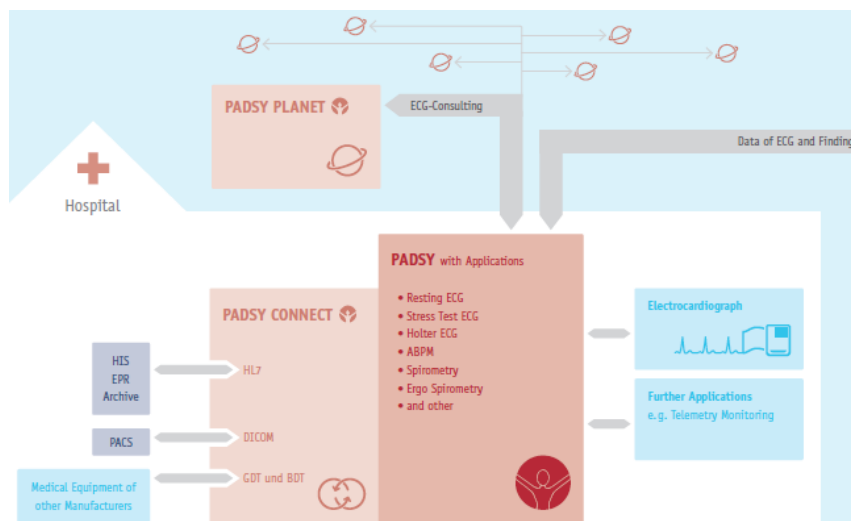 PADSY PLANET
ECG-Consulting
Data of ECG and Finding
Hospital
PADSY with Applications
• Resting ECG
• Stress Test ECG
• Holter ECG
• ABPM
• Spirometry
• Ergo Spirometry
• and other
PADSY CONNECT
HL7
DICOM
GDT und BDT
HIS
EPR
Archive
PACS
Medical Equipment of
other Manufacturers
Electrocardiograph
Further Applications
e.g. Telemetry Monitoring